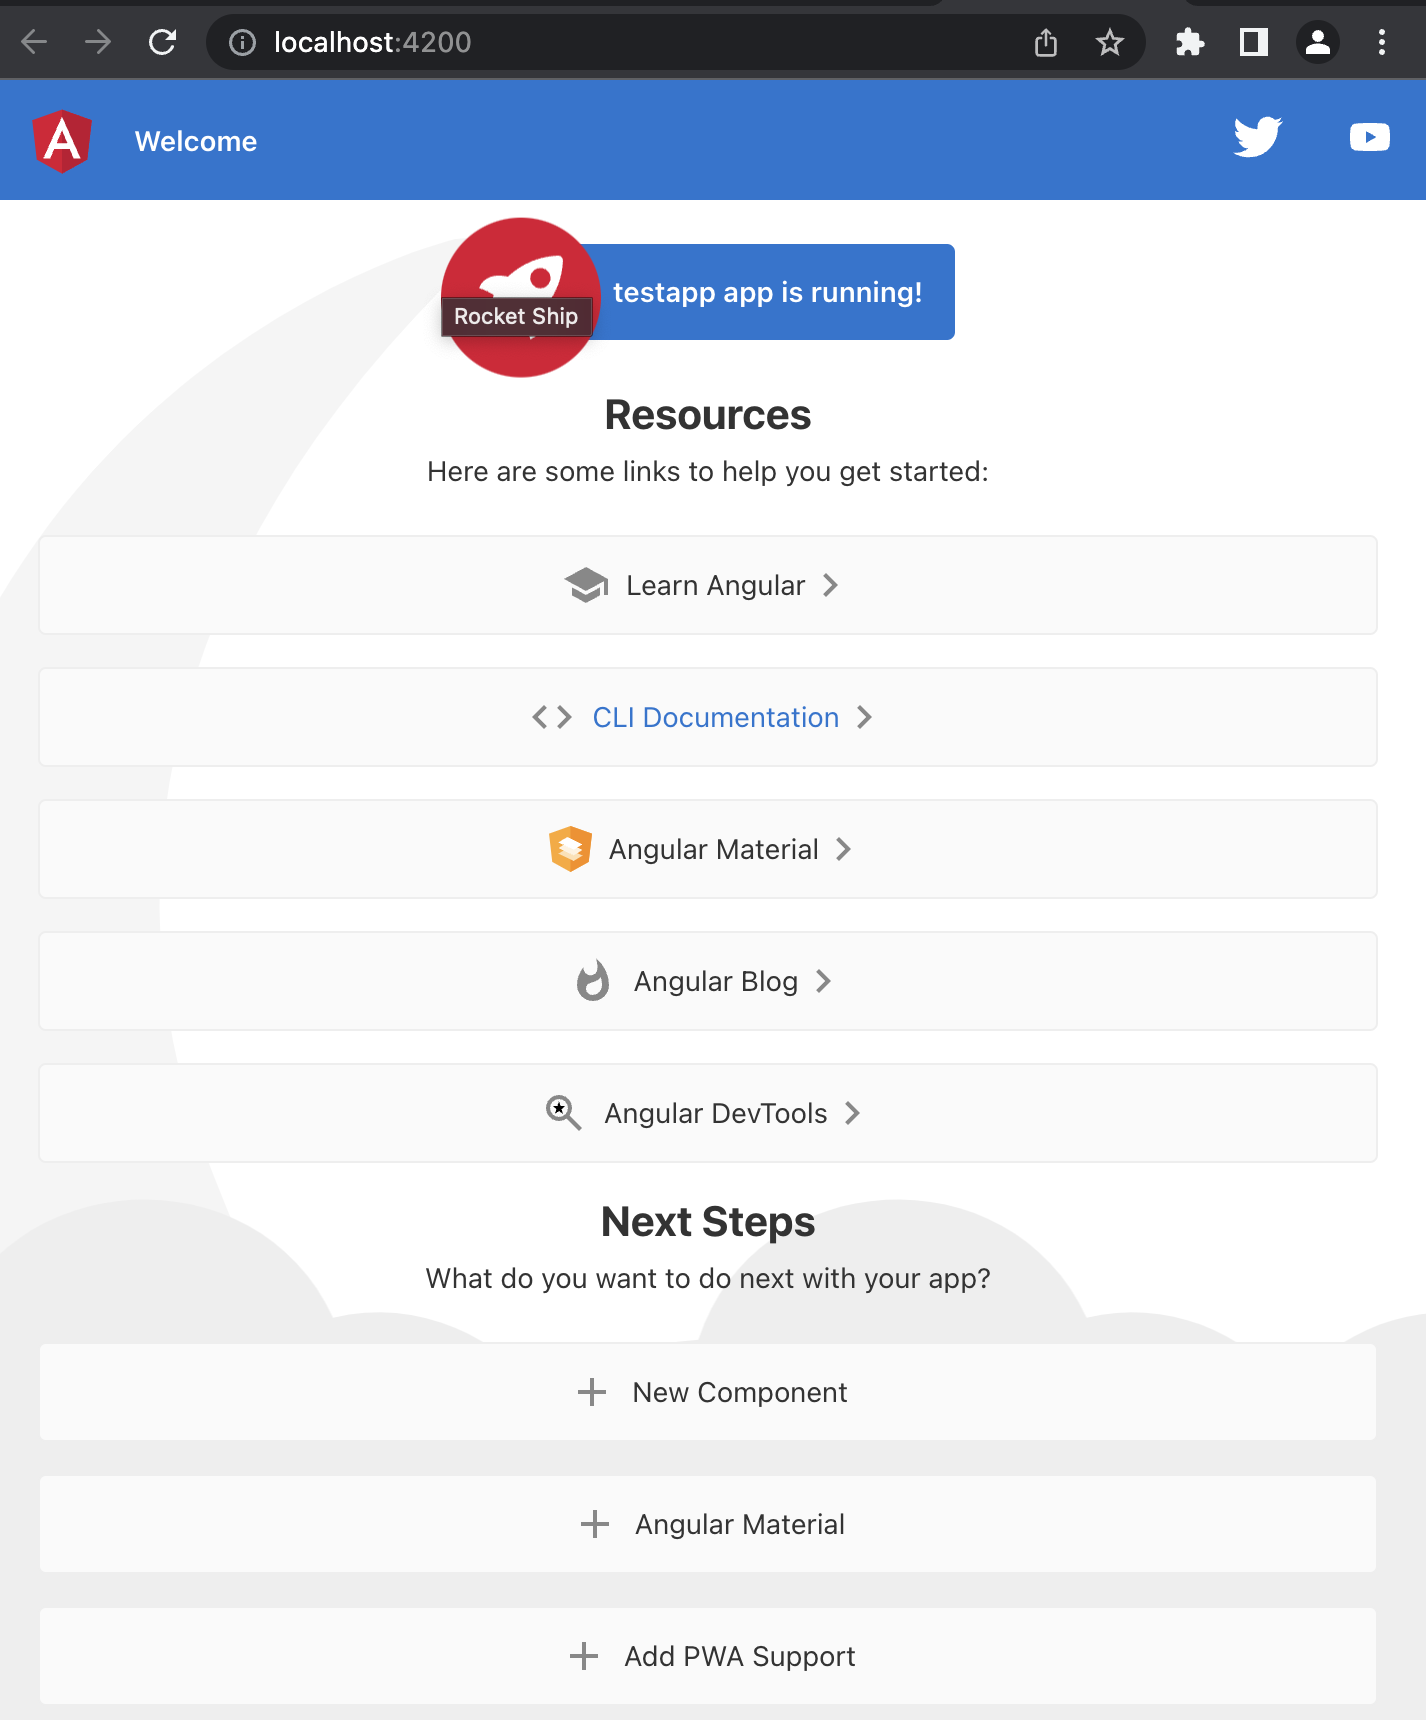 localhost:4200
Welcome
testapp app is running!
Rocket Ship
Resources
Here are some links to help you get started:
Learn Angular
CLI Documentation
Angular Material
Angular Blog
Angular DevTools
Next Steps
What do you want to do next with your app?
New Component
Angular Material
Add PWA Support